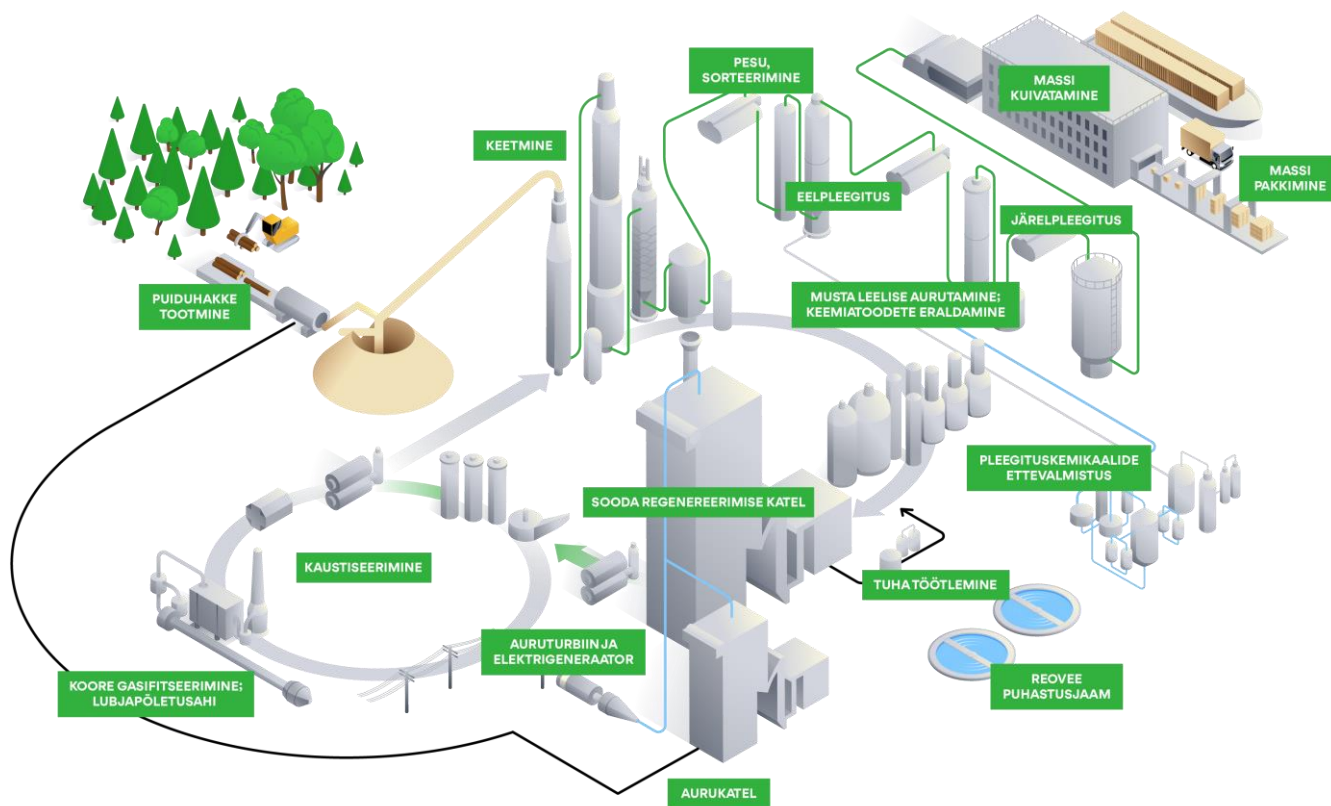 PESU,
SORTEERIMINE
MASSI
KUIVATAMINE
KEETMINE
MASSI
PAKKIMINE
EELPLEEGITUS
JÄRELPLEEGITUS
PUIDUHAKKE
TOOTMINE
MUSTA LEELISE AURUTAMINE;
KEEMIATOODETE ERALDAMINE
PLEEGITUSKEMIKAALIDE
ETTEVALMISTUS
SOODA REGENEREERIMISE KATEL
KAUSTISEERIMINE
TUHA TÖÖTLEMINE
AURUTURBIIN JA
ELEKTRIGENERAATOR
KOORE GASIFITSEERIMINE;
LUBJAPÕLETUSAHI
REOVEE
PUHASTUSJAAM
AURUKATEL